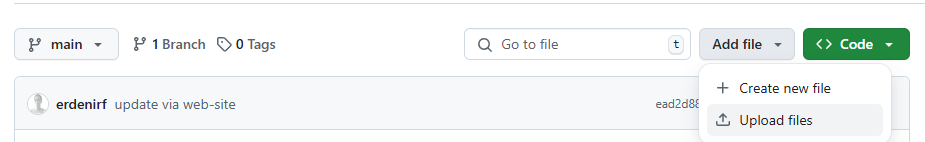 main 1 Branch 0 Tags Go to file t Add file <> Code
Create new file
erdenirf update via web-site ead2d88
Upload files